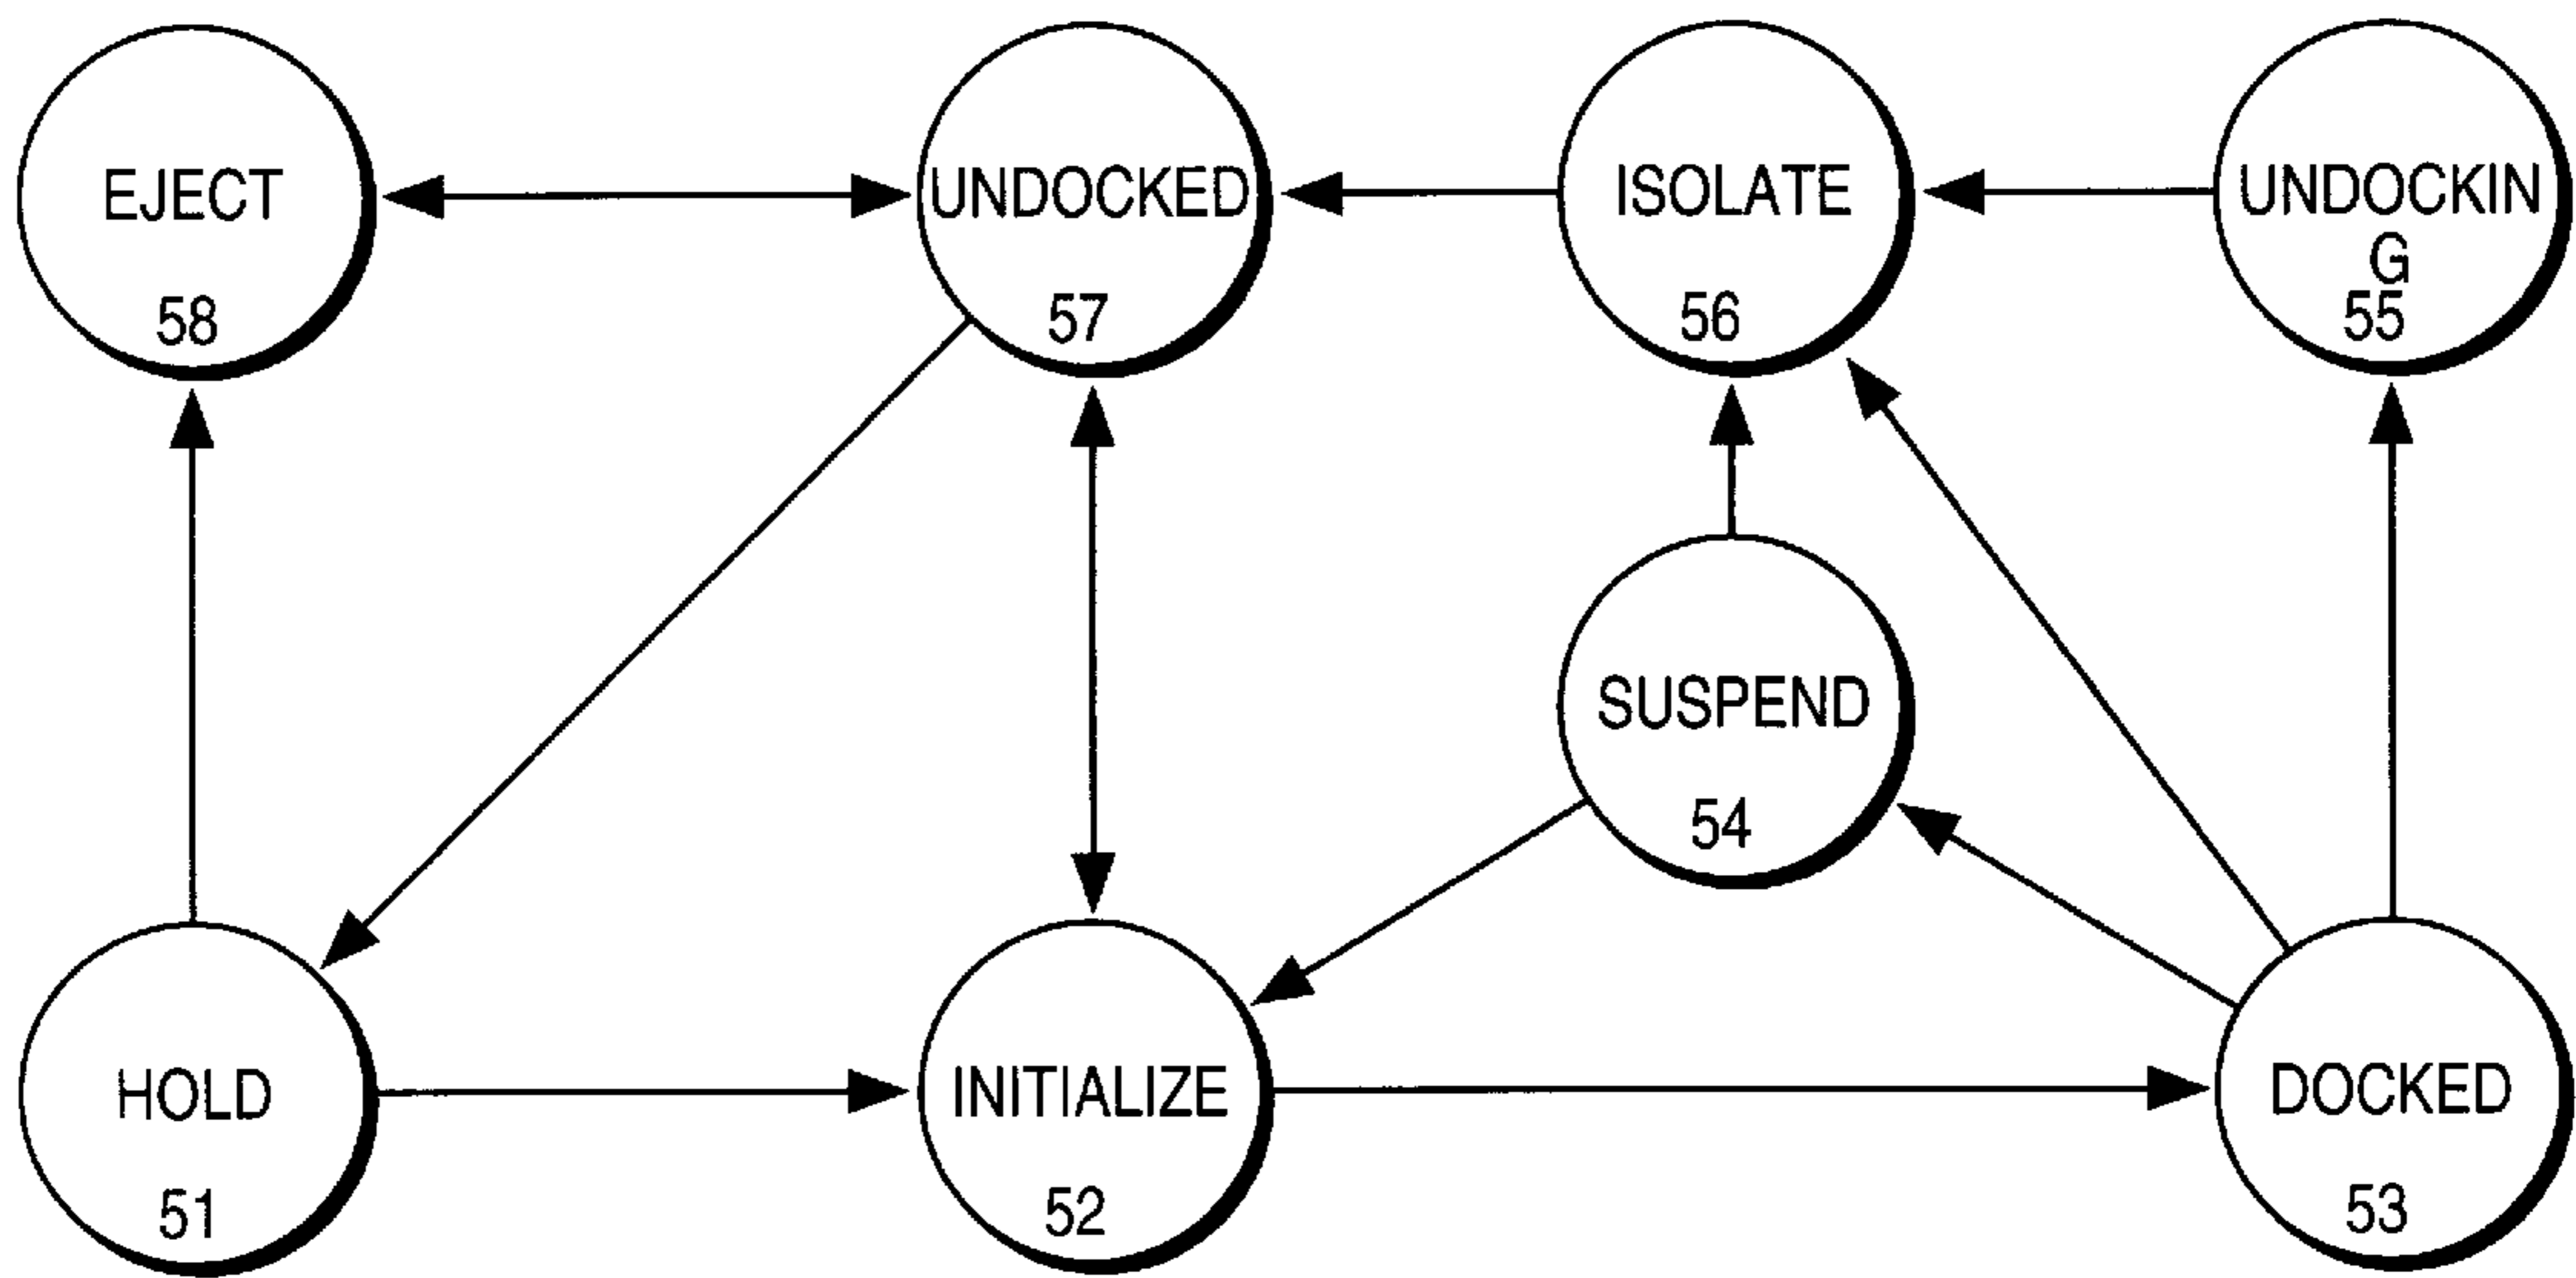 EJECT
58
UNDOCKED
57
ISOLATE
56
UNDOCKIN
G
55
SUSPEND
54
HOLD
51
INITIALIZE
52
DOCKED
53